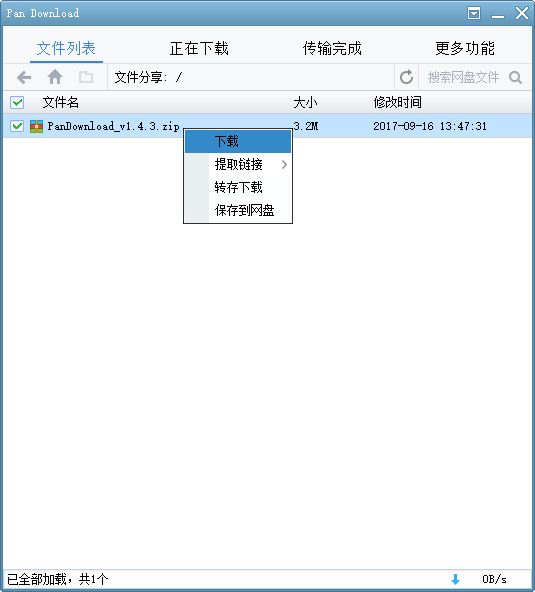 Pan Download
文件列表 正在下载 传输完成 更多功能
文件分享: / 搜索网盘文件
文件名 大小 修改时间
PanDownload_v1.4.3.zip 3.2M 2017-09-16 13:47:31
下载
提取链接
转存下载
保存到网盘
已全部加载，共1个 0B/s